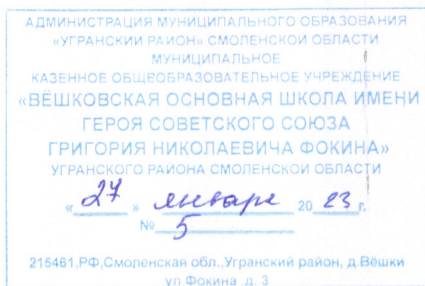 АДМИНИСТРАЦИЯ МУНИЦИПАЛЬНОГО ОБРАЗОВАНИЯ
«УГРАНСКИЙ РАЙОН» СМОЛЕНСКОЙ ОБЛАСТИ
МУНИЦИПАЛЬНОЕ
КАЗЕННОЕ ОБЩЕОБРАЗОВАТЕЛЬНОЕ УЧРЕЖДЕНИЕ
«ВЁШКОВСКАЯ ОСНОВНАЯ ШКОЛА ИМЕНИ
ГЕРОЯ СОВЕТСКОГО СОЮЗА
ГРИГОРИЯ НИКОЛАЕВИЧА ФОКИНА»
УГРАНСКОГО РАЙОНА СМОЛЕНСКОЙ ОБЛАСТИ
«27» января 2023 г.
№ 5
215461,РФ,Смоленская обл.,Угранский район, д.Вёшки
ул.Фокина д. 3